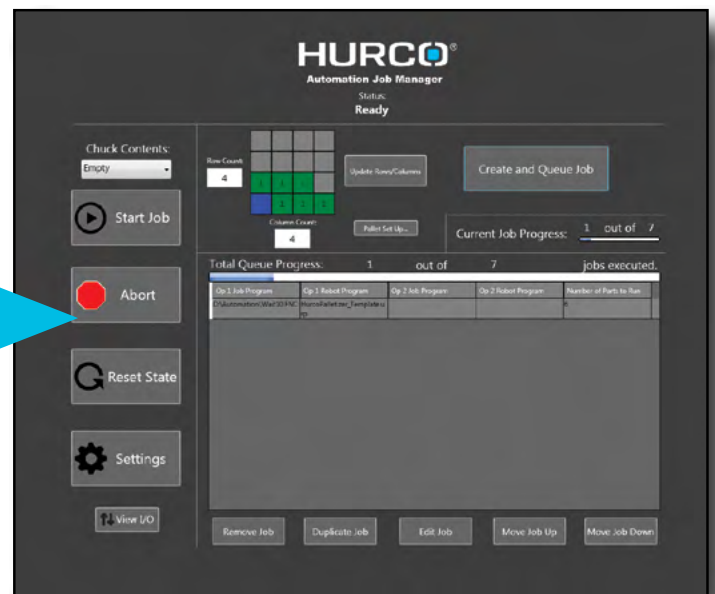 HURCO®
Automation Job Manager
Status:
Ready
Chuck Contents:
Empty
Start Job
Abort
Reset State
Settings
View I/O
Row Count:
4
Update Rows/Columns
Column Count:
4
Pallet Set Up...
Create and Queue Job
Current Job Progress: 1 out of 7
Total Queue Progress: 1 out of 7 jobs executed.
Op 1 Job Program Op 1 Robot Program Op 2 Job Program Op 2 Robot Program Number of Parts to Run
6
Remove Job Duplicate Job Edit Job Move Job Up Move Job Down